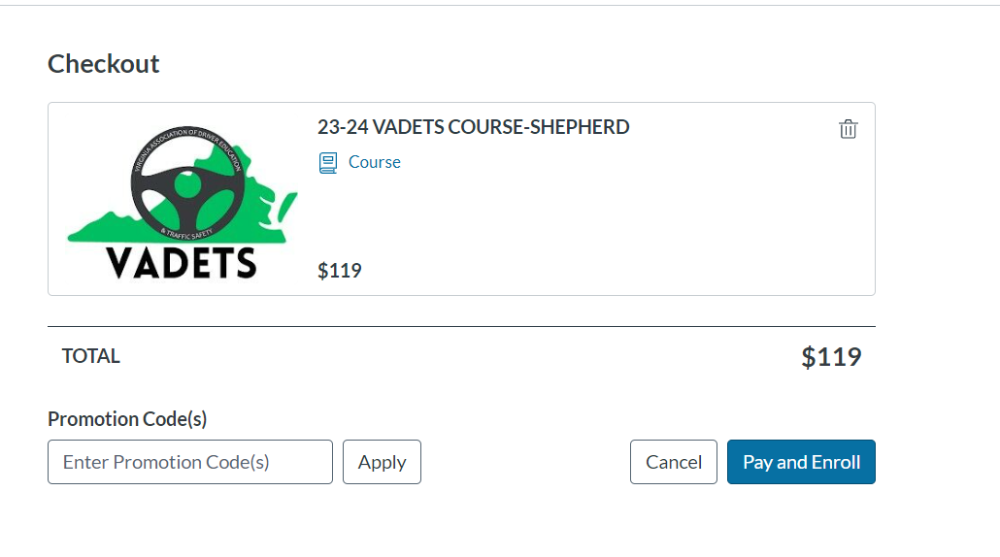 Checkout
VIRGINIA ASSOCIATION OF DRIVER EDUCATION
& TRAFFIC SAFETY
VADETS
23-24 VADETS COURSE-SHEPHERD
Course
$119
TOTAL
$119
Promotion Code(s)
Enter Promotion Code(s)
Apply
Cancel
Pay and Enroll